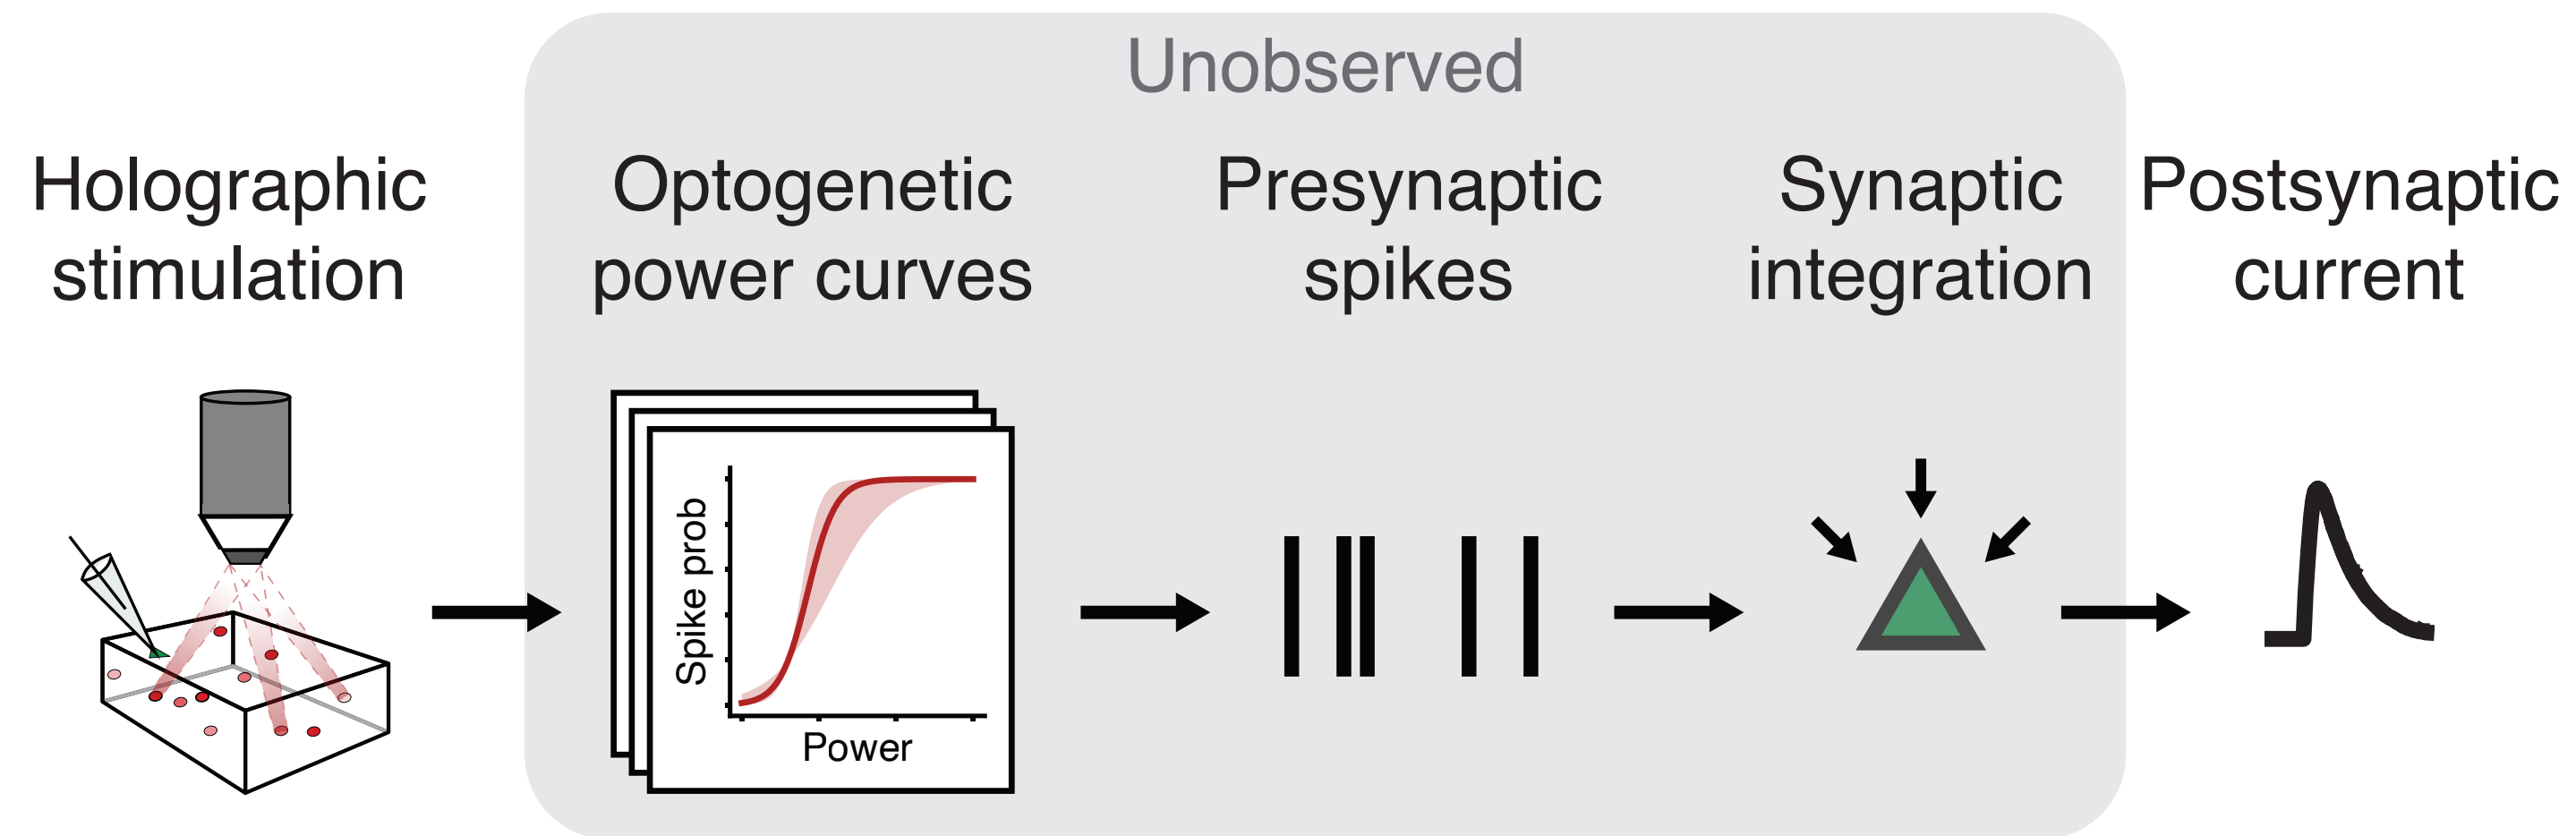 Unobserved
Holographic
stimulation
Optogenetic
power curves
Presynaptic
spikes
Synaptic
integration
Postsynaptic
current
Spike prob
Power